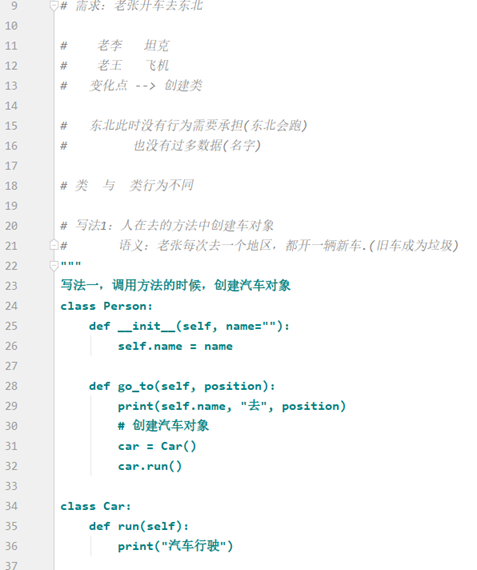 9 # 需求：老张开车去东北
10
11 #    老李   坦克
12 #    老王   飞机
13 #   变化点 --> 创建类
14
15 #   东北此时没有行为需要承担(东北会跑)
16 #         也没有过多数据(名字)
17
18 # 类  与  类行为不同
19
20 # 写法1：人在去的方法中创建车对象
21 #       语义：老张每次去一个地区，都开一辆新车.(旧车成为垃圾)
22 """
23 写法一，调用方法的时候，创建汽车对象
24 class Person:
25     def __init__(self, name=""):
26         self.name = name
27
28     def go_to(self, position):
29         print(self.name, "去", position)
30         # 创建汽车对象
31         car = Car()
32         car.run()
33
34 class Car:
35     def run(self):
36         print("汽车行驶")
37